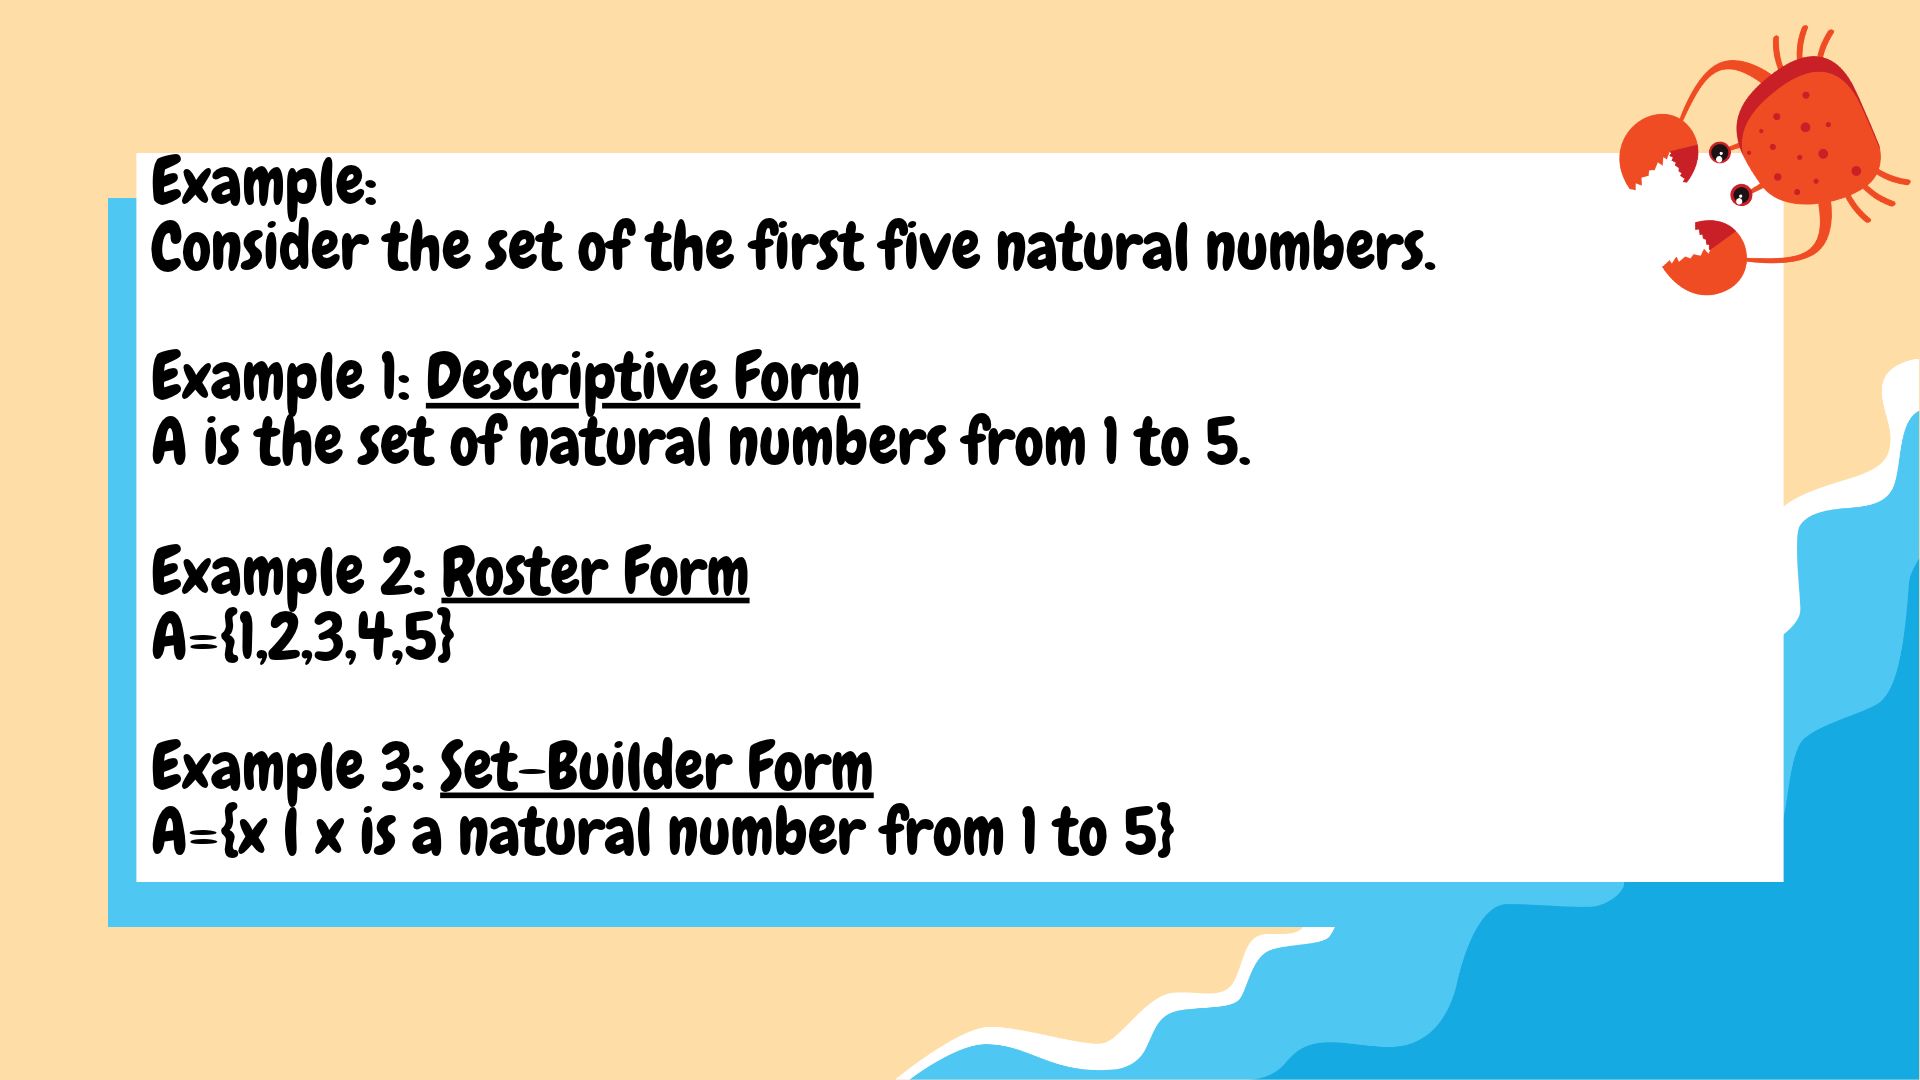 Example:
Consider the set of the first five natural numbers.
Example 1: Descriptive Form
A is the set of natural numbers from 1 to 5.
Example 2: Roster Form
A={1,2,3,4,5}
Example 3: Set-Builder Form
A={x | x is a natural number from 1 to 5}